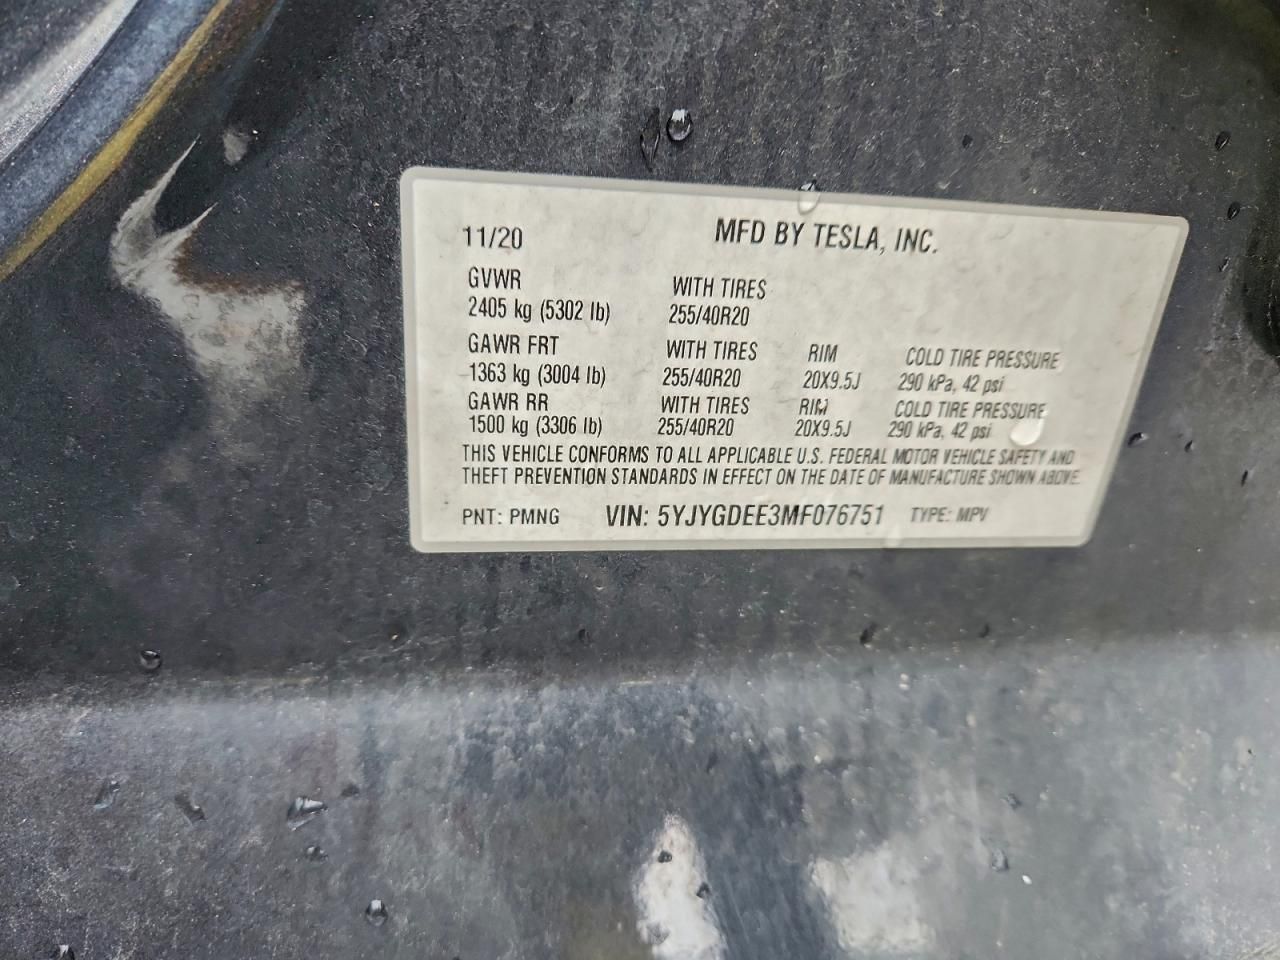 11/20 MFD BY TESLA, INC.
GVWR WITH TIRES
2405 kg (5302 lb) 255/40R20
GAWR FRT WITH TIRES RIM COLD TIRE PRESSURE
1363 kg (3004 lb) 255/40R20 20X9.5J 290 kPa, 42 psi
GAWR RR WITH TIRES RIM COLD TIRE PRESSURE
1500 kg (3306 lb) 255/40R20 20X9.5J 290 kPa, 42 psi
THIS VEHICLE CONFORMS TO ALL APPLICABLE U.S. FEDERAL MOTOR VEHICLE SAFETY AND
THEFT PREVENTION STANDARDS IN EFFECT ON THE DATE OF MANUFACTURE SHOWN ABOVE.
PNT: PMNG VIN: 5YJYGDEE3MF076751 TYPE: MPV